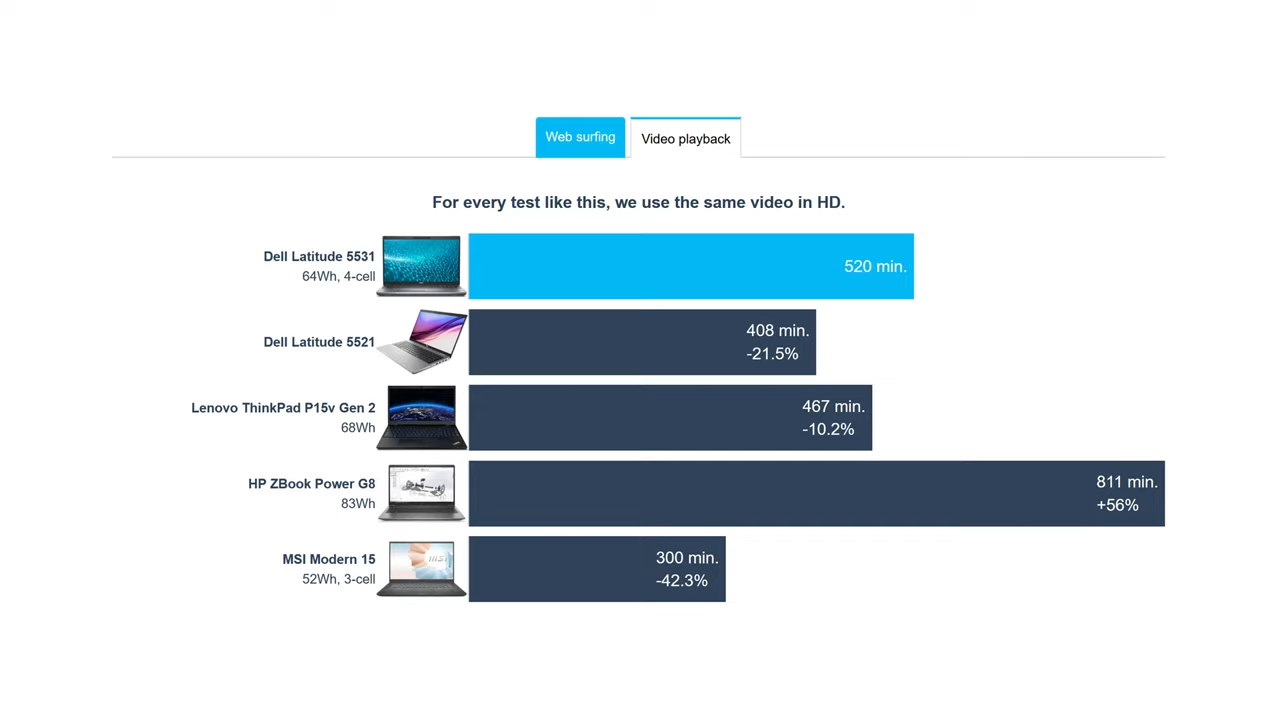 Web surfing
Video playback
For every test like this, we use the same video in HD.
Dell Latitude 5531
64Wh, 4-cell
520 min.
Dell Latitude 5521
408 min.
-21.5%
Lenovo ThinkPad P15v Gen 2
68Wh
467 min.
-10.2%
HP ZBook Power G8
83Wh
811 min.
+56%
MSI Modern 15
52Wh, 3-cell
300 min.
-42.3%